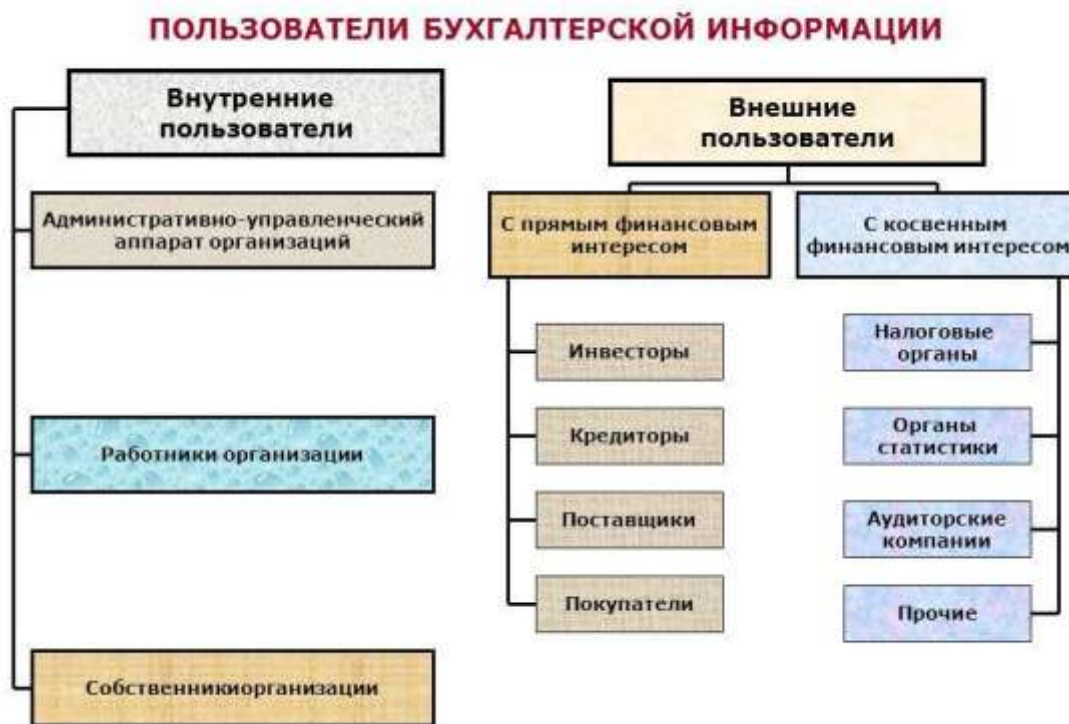 ПОЛЬЗОВАТЕЛИ БУХГАЛТЕРСКОЙ ИНФОРМАЦИИ
Внутренние
пользователи
Административно-управленческий
аппарат организаций
Работники организации
Собственникиорганизации
Внешние
пользователи
С прямым финансовым
интересом
Инвесторы
Кредиторы
Поставщики
Покупатели
С косвенным
финансовым интересом
Налоговые
органы
Органы
статистики
Аудиторские
компании
Прочие